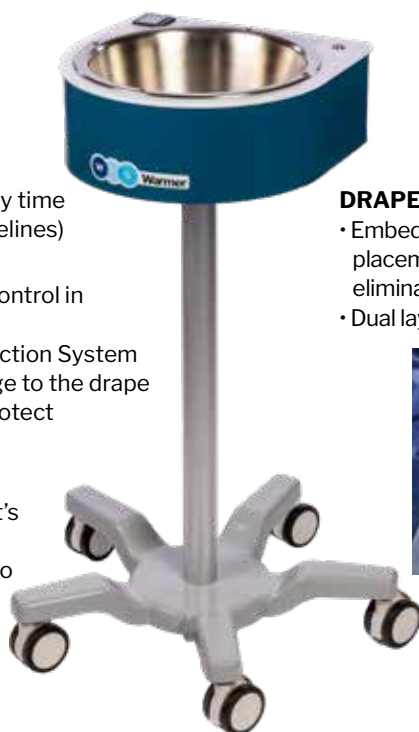 y time
elines)
ontrol in
ction System
ge to the drape
otect
t's
o
W S Warmer
DRAPE
• Embed
placem
elimina
• Dual lay